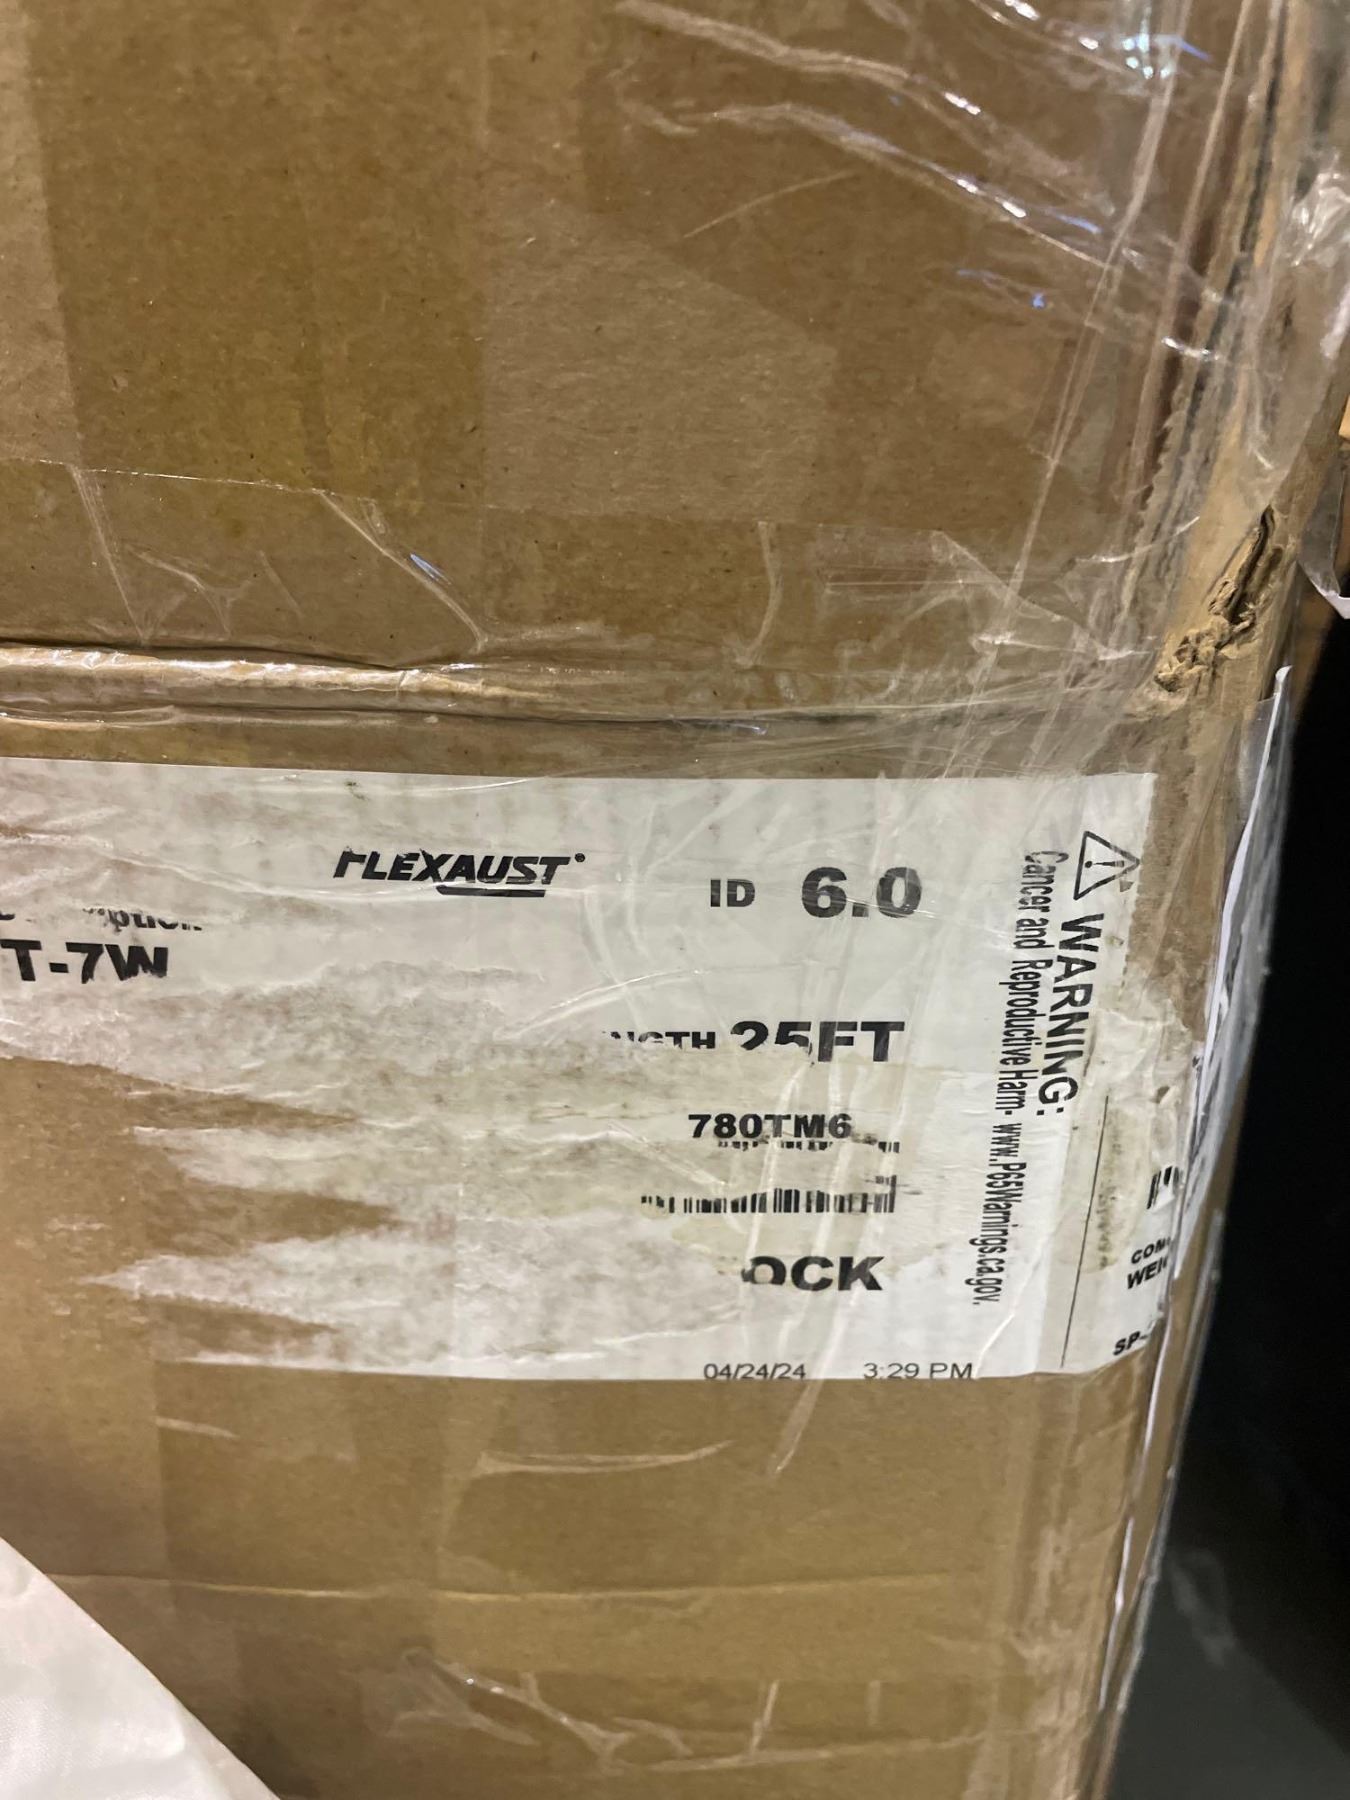 FLEXAUST®
ID 6.0
T-7W
25FT
780TM6
OCK
04/24/24 3:29 PM
WARNING:
Cancer and Reproductive Harm- www.P65Warnings.ca.gov.